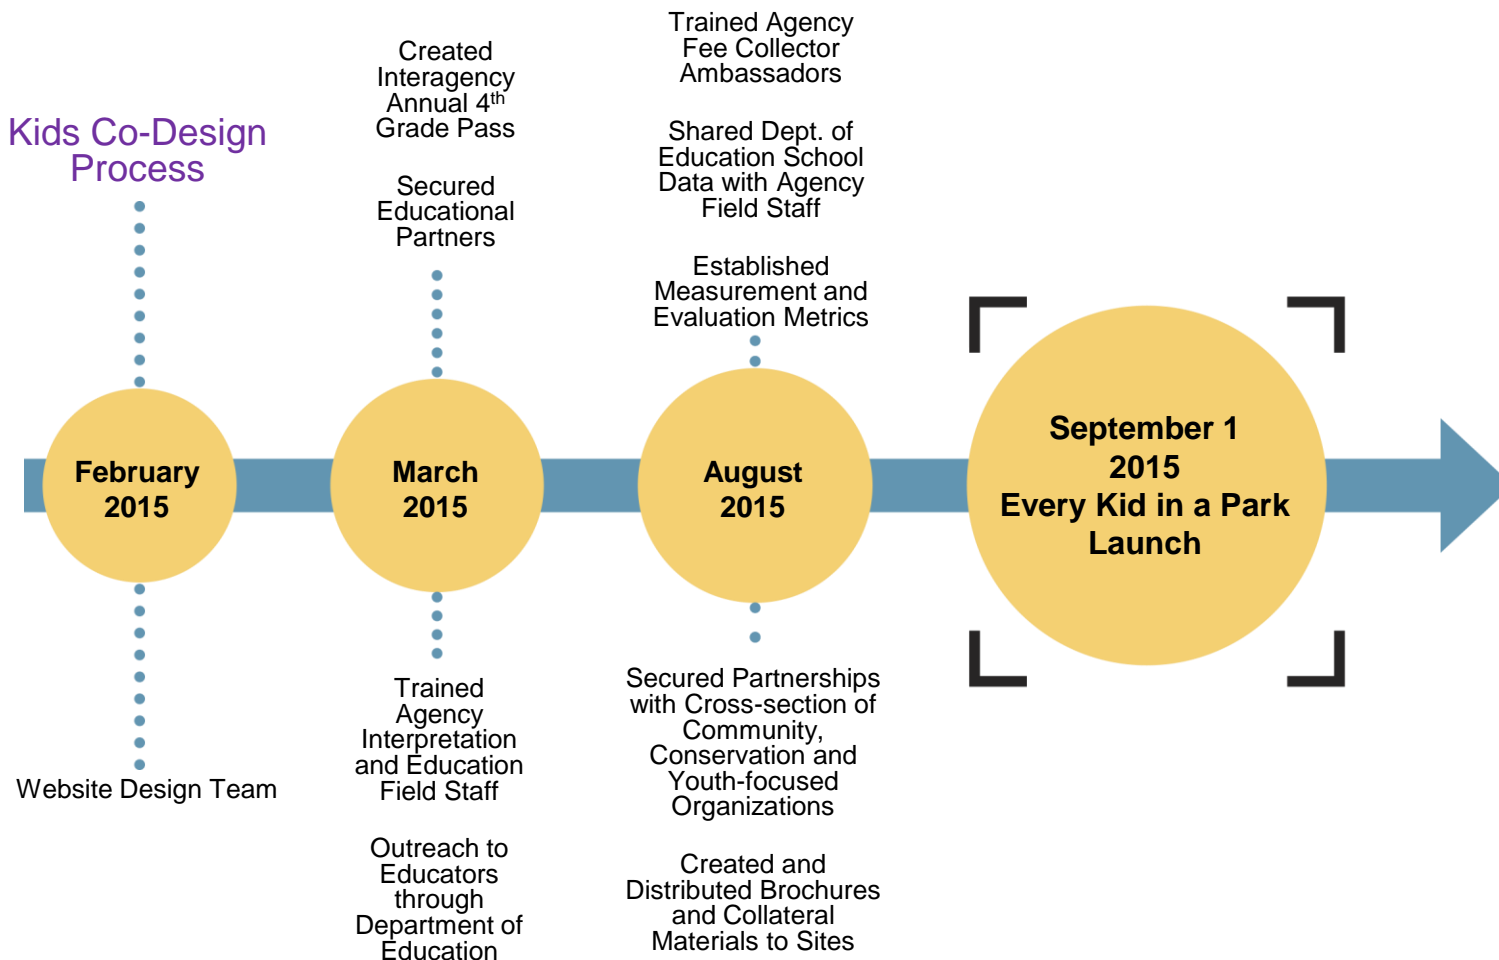 Kids Co-Design
Process
February
2015
Website Design Team
Created
Interagency
Annual 4th
Grade Pass
Secured
Educational
Partners
March
2015
Trained
Agency
Interpretation
and Education
Field Staff
Outreach to
Educators
through
Department of
Education
Trained Agency
Fee Collector
Ambassadors
Shared Dept. of
Education School
Data with Agency
Field Staff
Established
Measurement and
Evaluation Metrics
August
2015
Secured Partnerships
with Cross-section of
Community,
Conservation and
Youth-focused
Organizations
Created and
Distributed Brochures
and Collateral
Materials to Sites
September 1
2015
Every Kid in a Park
Launch